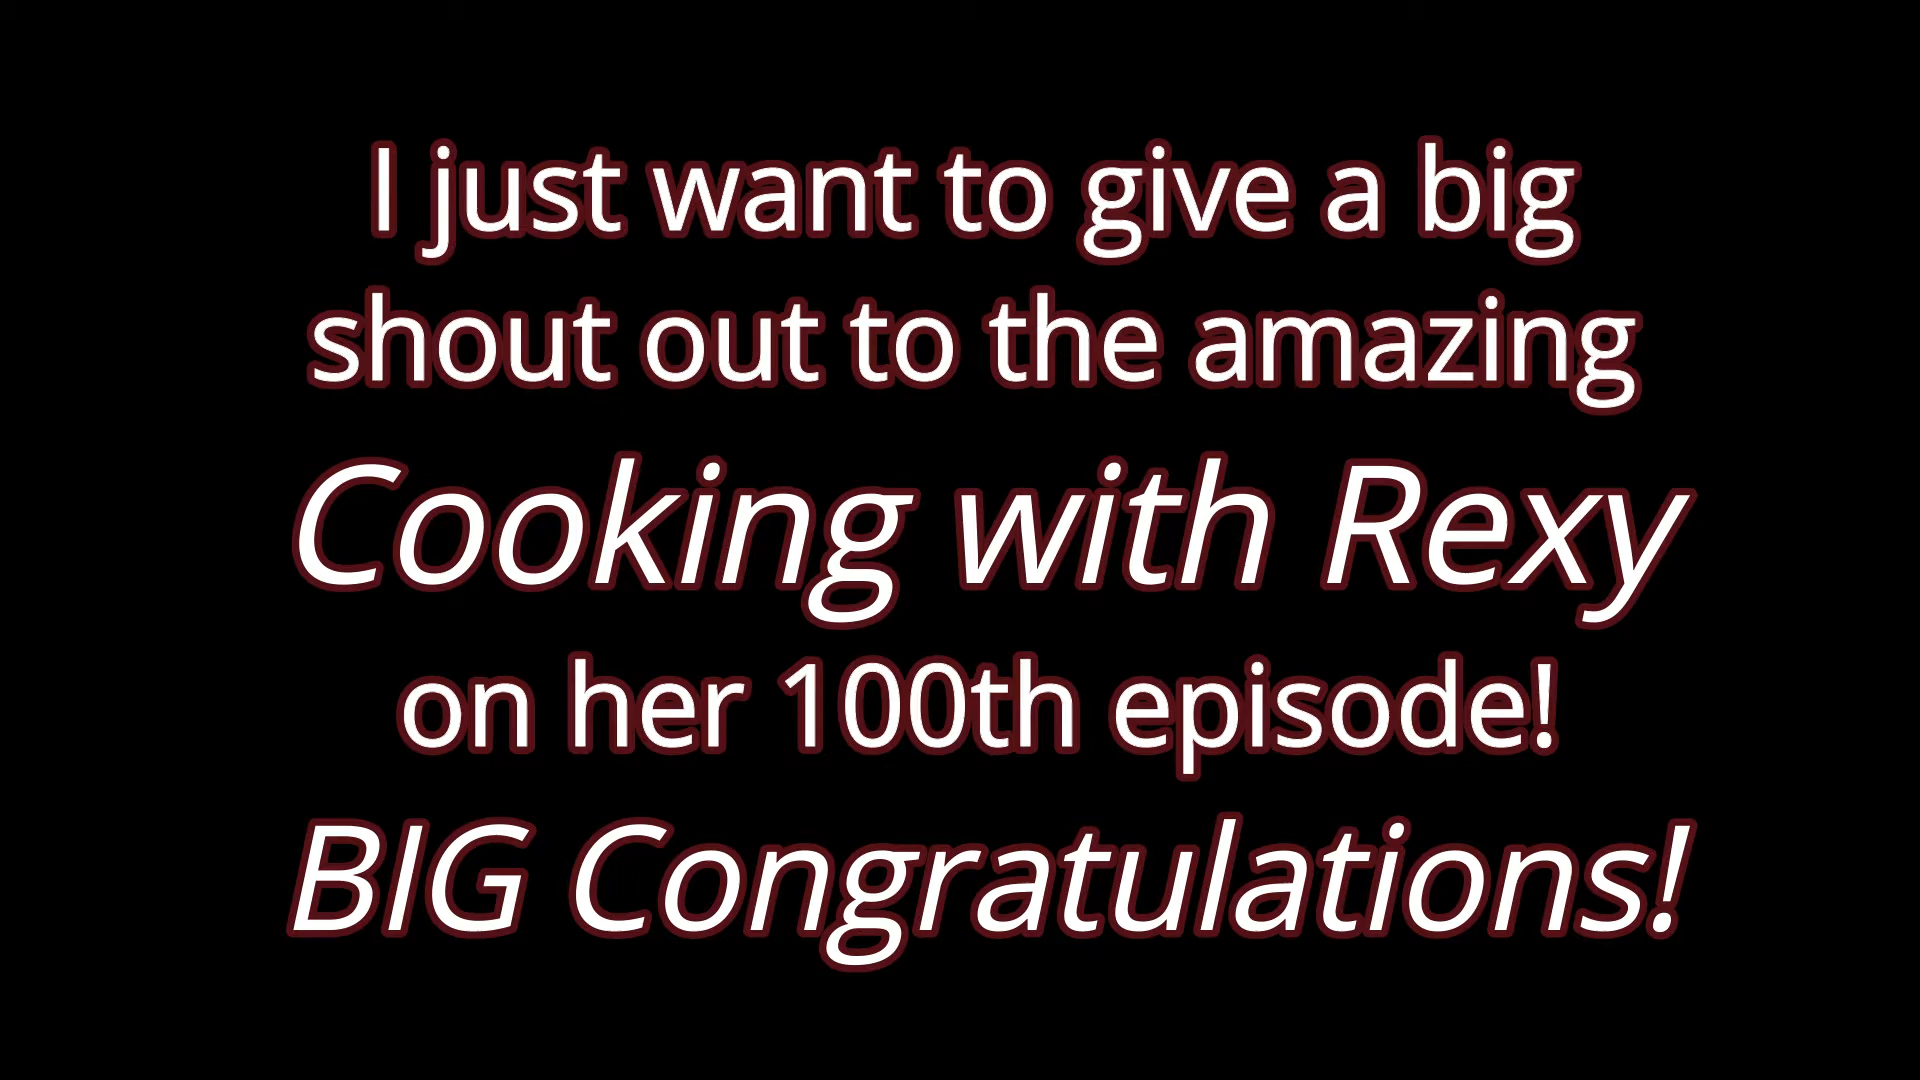 I just want to give a big
shout out to the amazing
Cooking with Rexy
on her 100th episode!
BIG Congratulations!